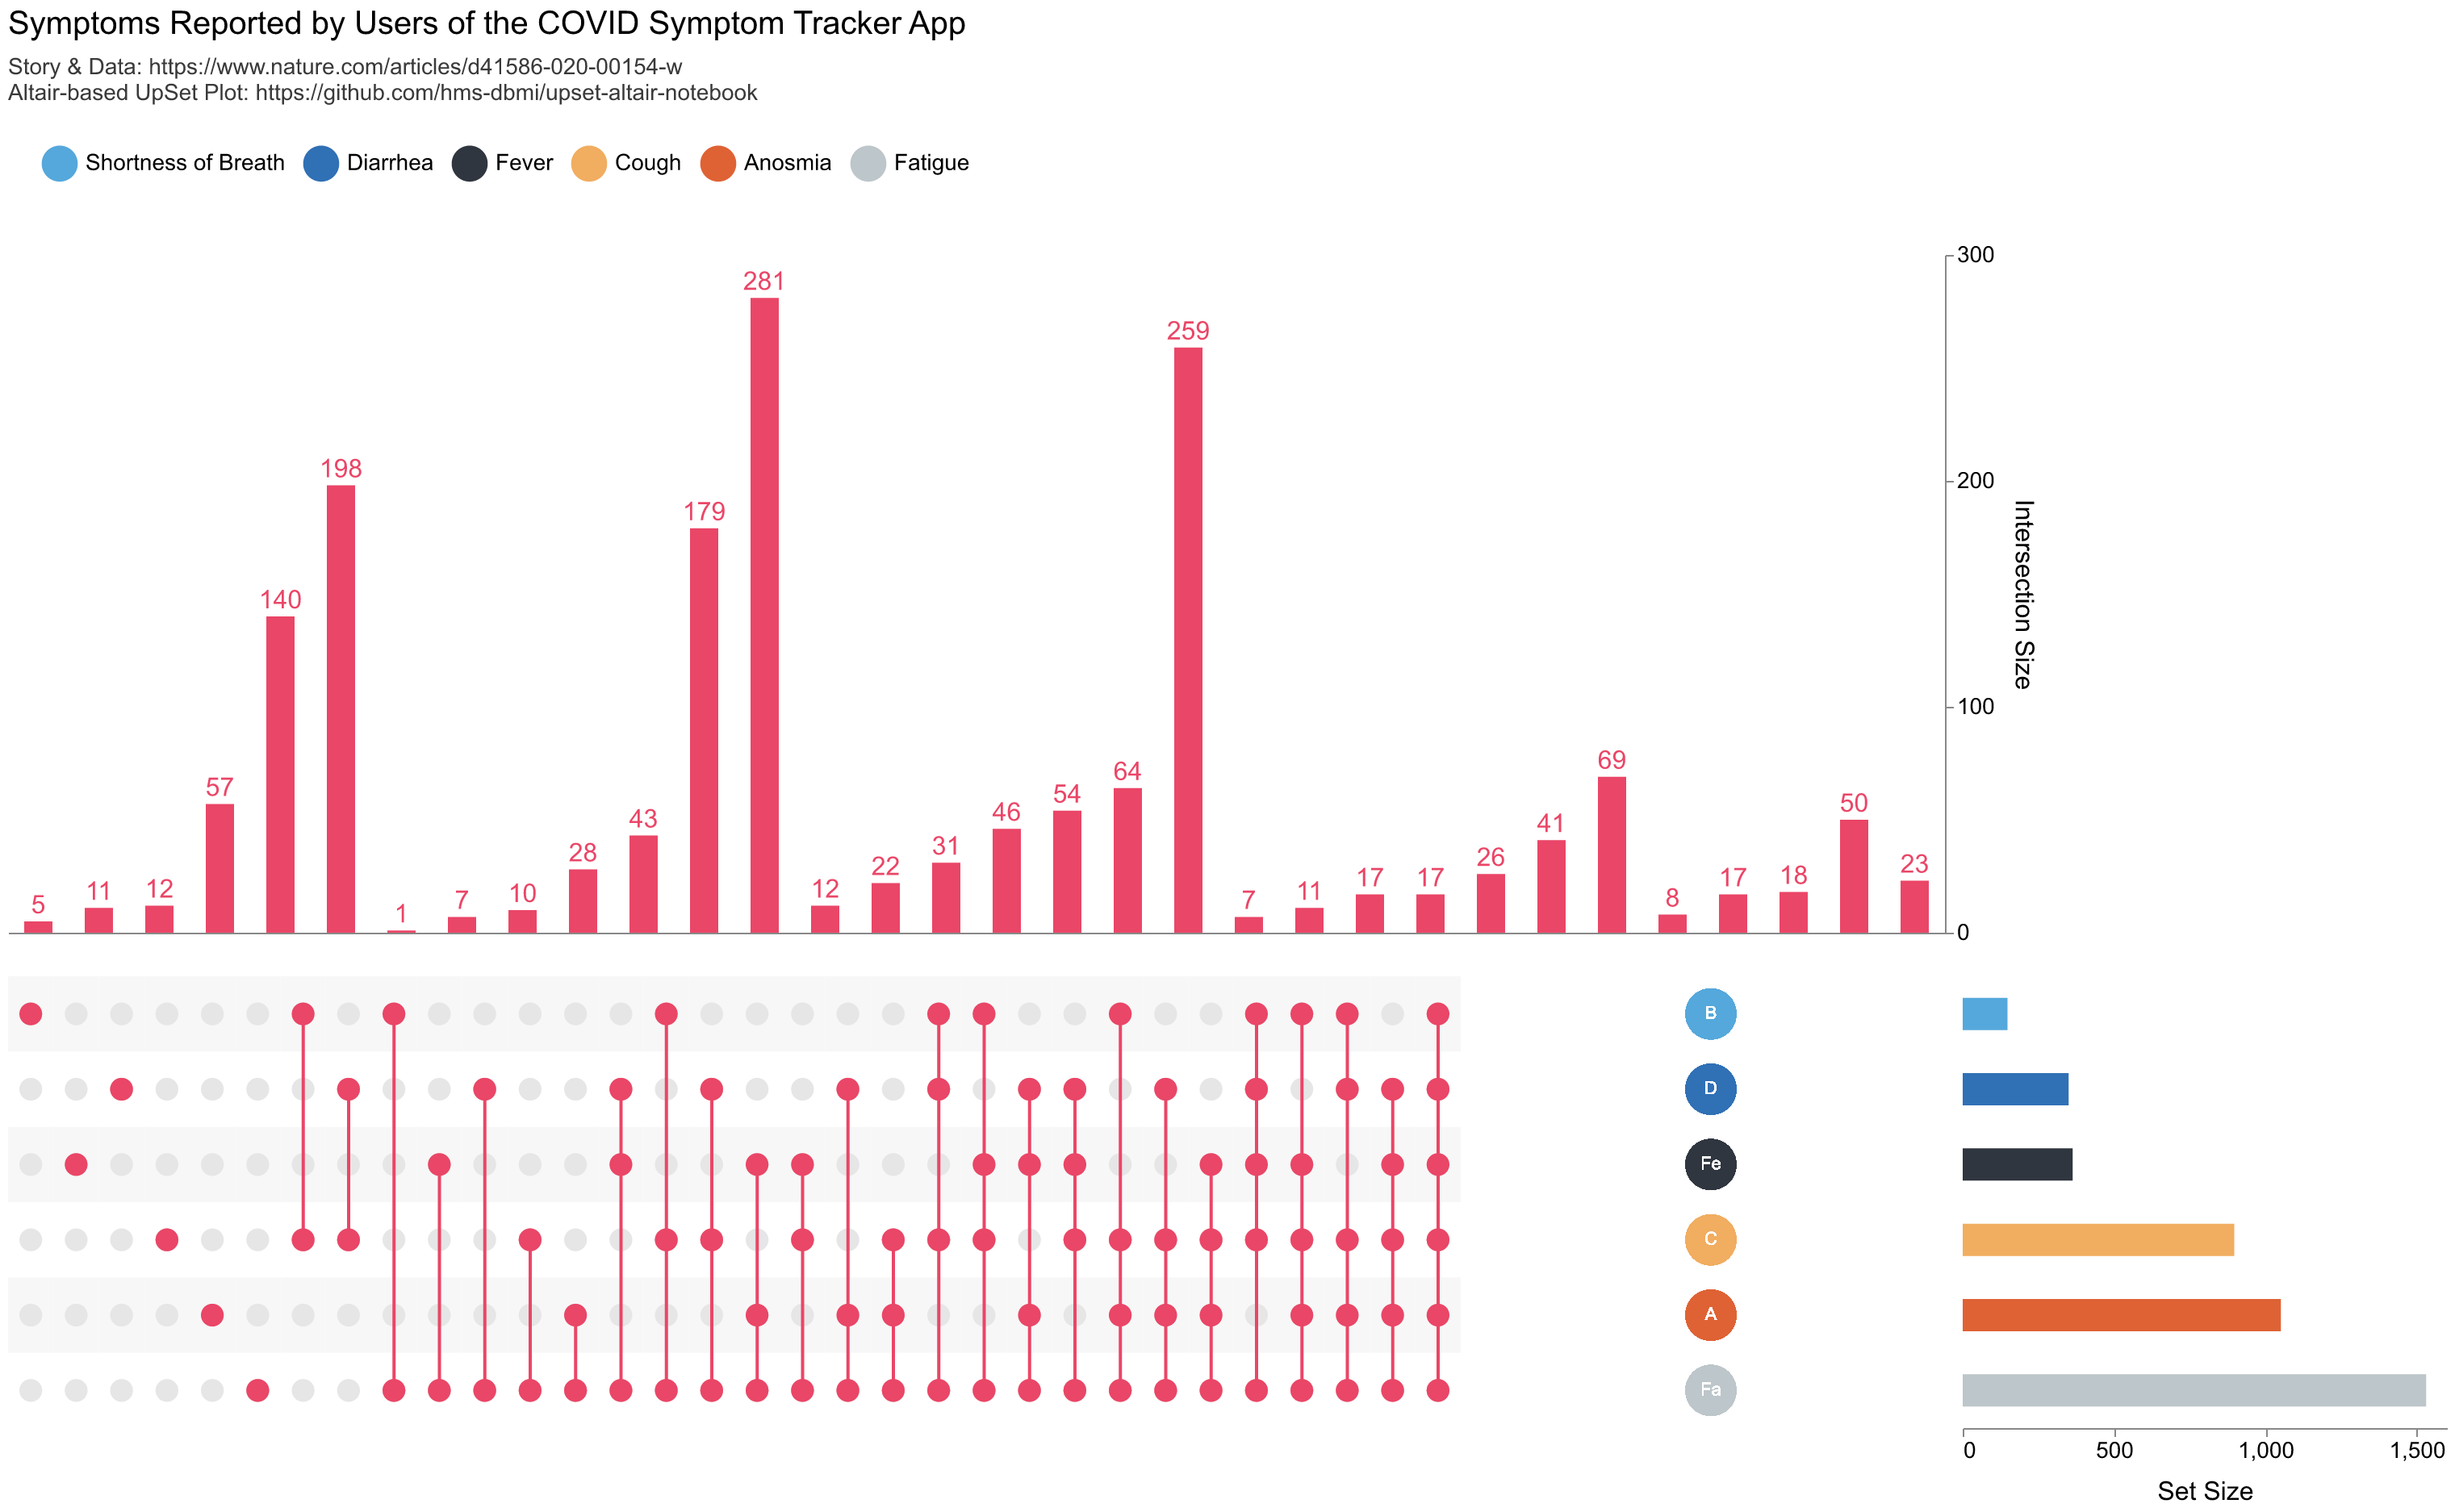 Symptoms Reported by Users of the COVID Symptom Tracker App
Story & Data: https://www.nature.com/articles/d41586-020-00154-w
Altair-based UpSet Plot: https://github.com/hms-dbmi/upset-altair-notebook
Shortness of Breath Diarrhea Fever Cough Anosmia Fatigue
5 11 12 57 140 198 1 7 10 28 43 179 281 12 22 31 46 54 64 259 7 11 17 17 26 41 69 8 17 18 50 23
300
200
100
0
Intersection Size
B
D
Fe
C
A
Fa
0 500 1,000 1,500
Set Size